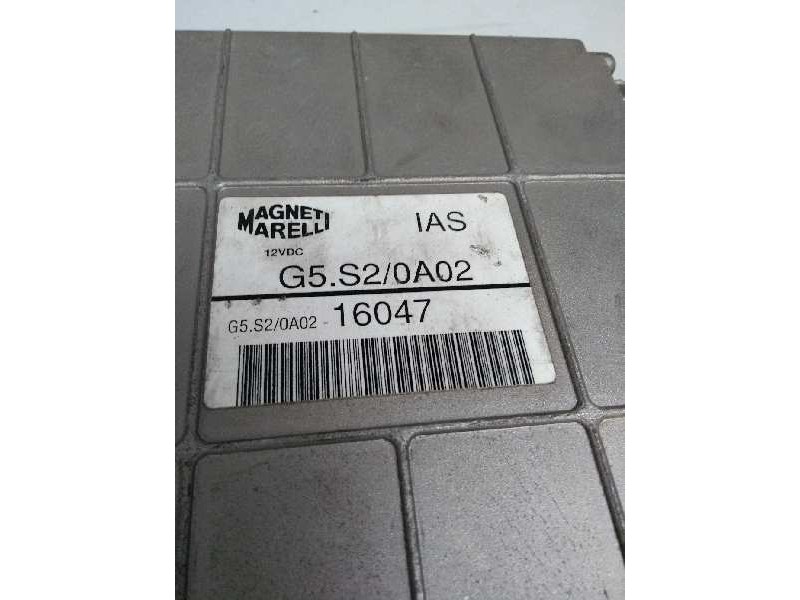 MAGNETI
MARELLI
IAS
12VDC
G5.S2/0A02
G5.S2/0A02 - 16047